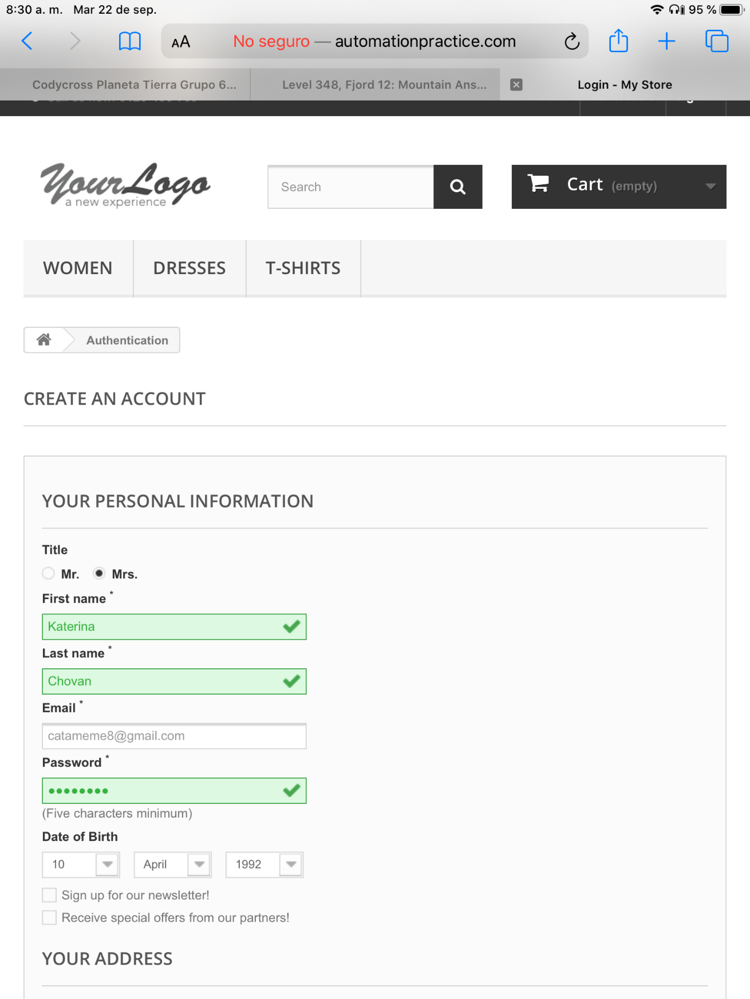 8:30 a. m. Mar 22 de sep. 95 %
AA No seguro — automationpractice.com
Codycross Planeta Tierra Grupo 6... Level 348, Fjord 12: Mountain Ans... Login - My Store
Your Logo
a new experience
Search
Cart (empty)
WOMEN DRESSES T-SHIRTS
Authentication
CREATE AN ACCOUNT
YOUR PERSONAL INFORMATION
Title
Mr. Mrs.
First name *
Katerina
Last name *
Chovan
Email *
catameme8@gmail.com
Password *
••••••••
(Five characters minimum)
Date of Birth
10 April 1992
Sign up for our newsletter!
Receive special offers from our partners!
YOUR ADDRESS